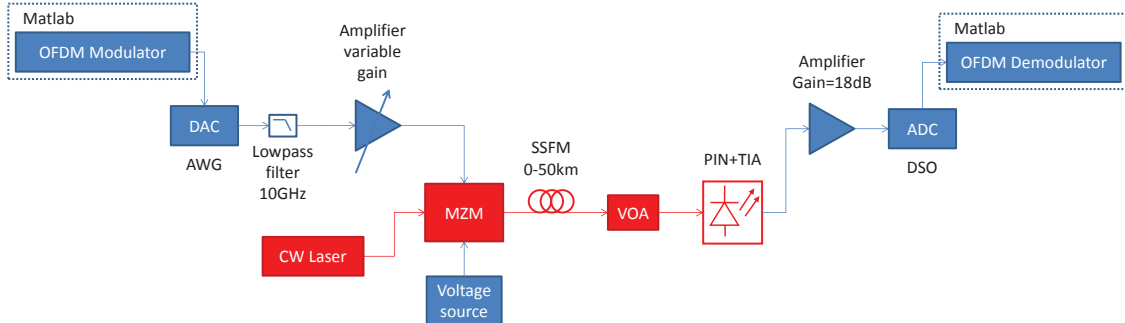 Matlab
OFDM Modulator
DAC
AWG
Lowpass
filter
10GHz
Amplifier
variable
gain
CW Laser
MZM
Voltage
source
SSFM
0-50km
VOA
PIN+TIA
Amplifier
Gain=18dB
ADC
DSO
Matlab
OFDM Demodulator